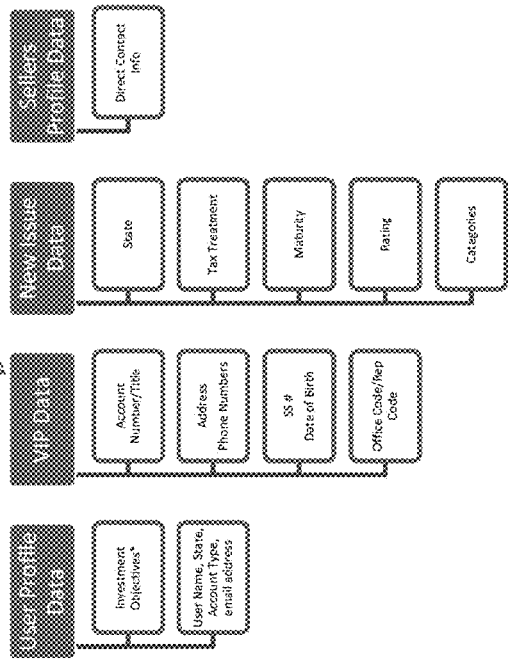 User Profile
Data
Investment
Objectives*
User Name, State,
Account Type,
email address
VIP Data
Account
Number/Title
Address
Phone Numbers
SS #
Date of Birth
Office Code/Rep
Code
New Issue
Data
State
Tax Treatment
Maturity
Rating
Catagories
Sellers
Profile Data
Direct Contact
Info